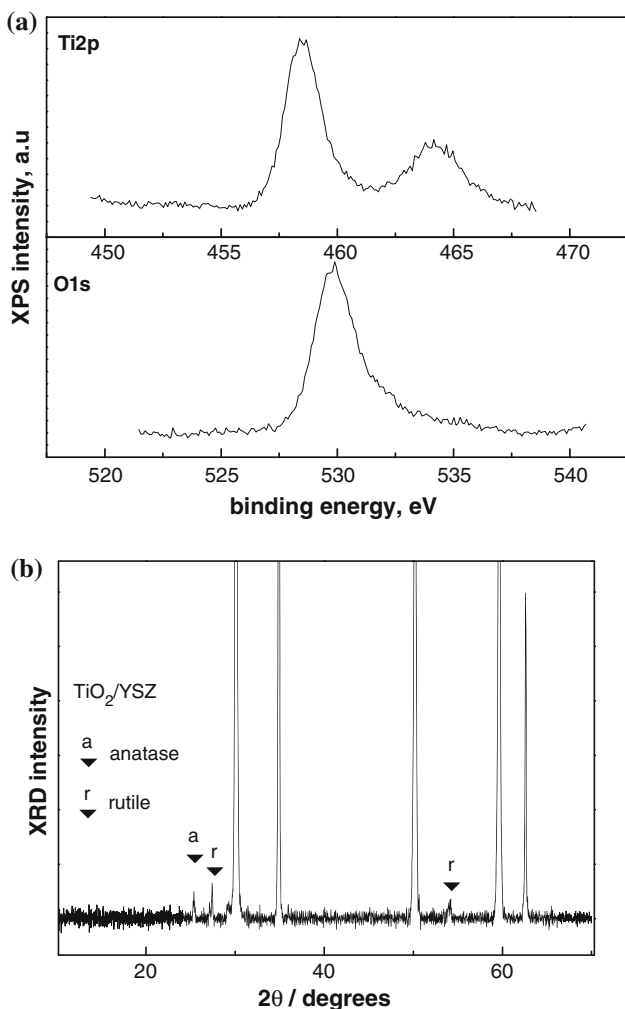 (a)
Ti2p
450 455 460 465 470
O1s
520 525 530 535 540
XPS intensity, a.u
binding energy, eV
(b)
TiO2/YSZ
a
anatase
r
rutile
a
r
r
XRD intensity
20 40 60
2θ / degrees